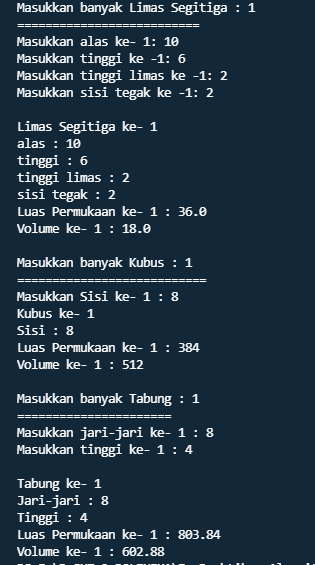 Masukkan banyak Limas Segitiga : 1
==========================
Masukkan alas ke- 1: 10
Masukkan tinggi ke -1: 6
Masukkan tinggi limas ke -1: 2
Masukkan sisi tegak ke -1: 2
Limas Segitiga ke- 1
alas : 10
tinggi : 6
tinggi limas : 2
sisi tegak : 2
Luas Permukaan ke- 1 : 36.0
Volume ke- 1 : 18.0
Masukkan banyak Kubus : 1
===========================
Masukkan Sisi ke- 1 : 8
Kubus ke- 1
Sisi : 8
Luas Permukaan ke- 1 : 384
Volume ke- 1 : 512
Masukkan banyak Tabung : 1
======================
Masukkan jari-jari ke- 1 : 8
Masukkan tinggi ke- 1 : 4
Tabung ke- 1
Jari-jari : 8
Tinggi : 4
Luas Permukaan ke- 1 : 803.84
Volume ke- 1 : 602.88